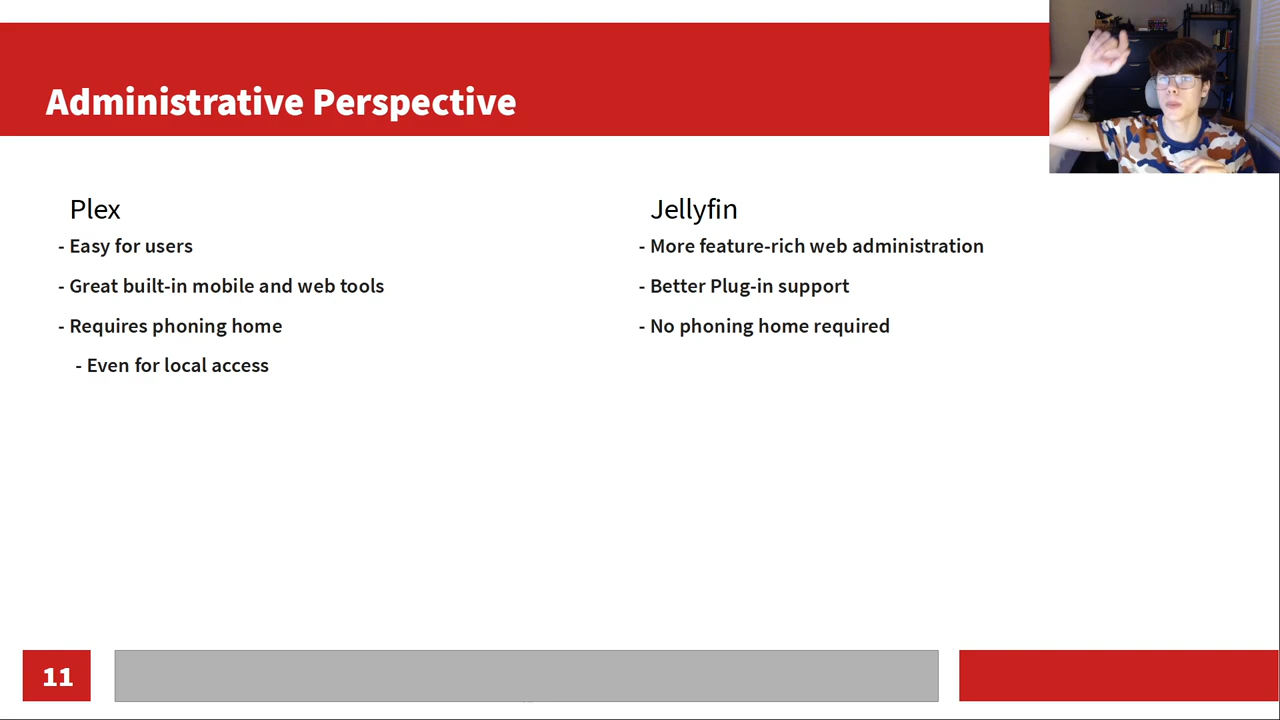 Administrative Perspective
Plex
- Easy for users
- Great built-in mobile and web tools
- Requires phoning home
- Even for local access
Jellyfin
- More feature-rich web administration
- Better Plug-in support
- No phoning home required
11